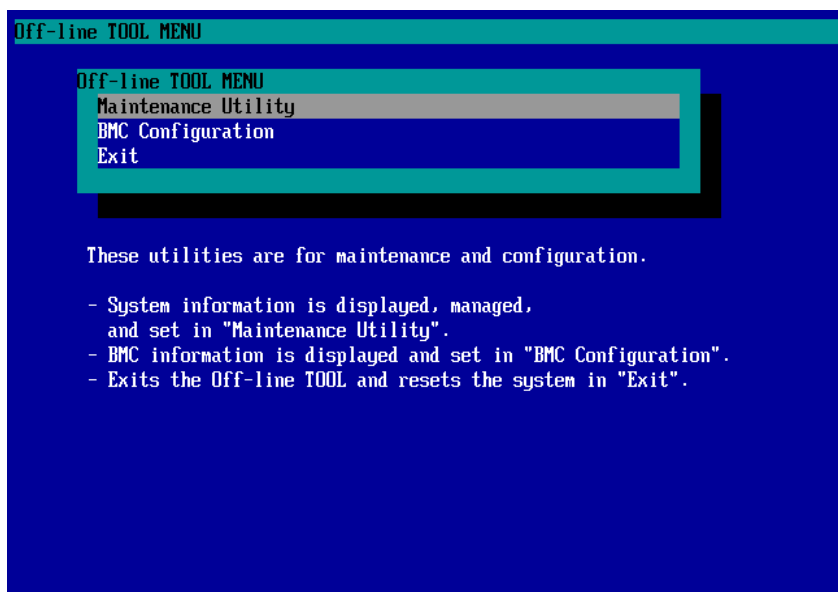 Off-line TOOL MENU
Off-line TOOL MENU
Maintenance Utility
BMC Configuration
Exit
These utilities are for maintenance and configuration.
- System information is displayed, managed,
and set in "Maintenance Utility".
- BMC information is displayed and set in "BMC Configuration".
- Exits the Off-line TOOL and resets the system in "Exit".